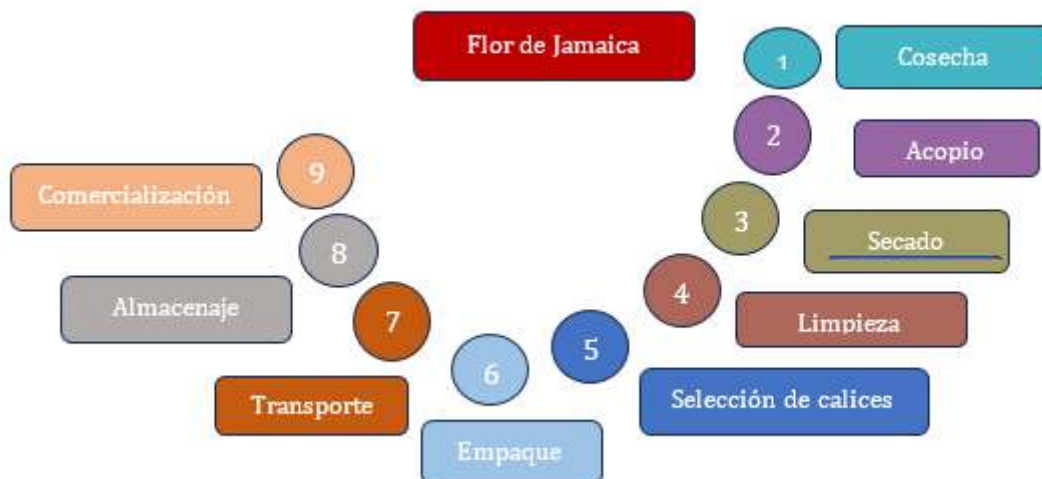 Flor de Jamaica
1
Cosecha
2
Acopio
3
Secado
4
Limpieza
5
Selección de calices
6
Empaque
7
Transporte
8
Almacenaje
9
Comercialización